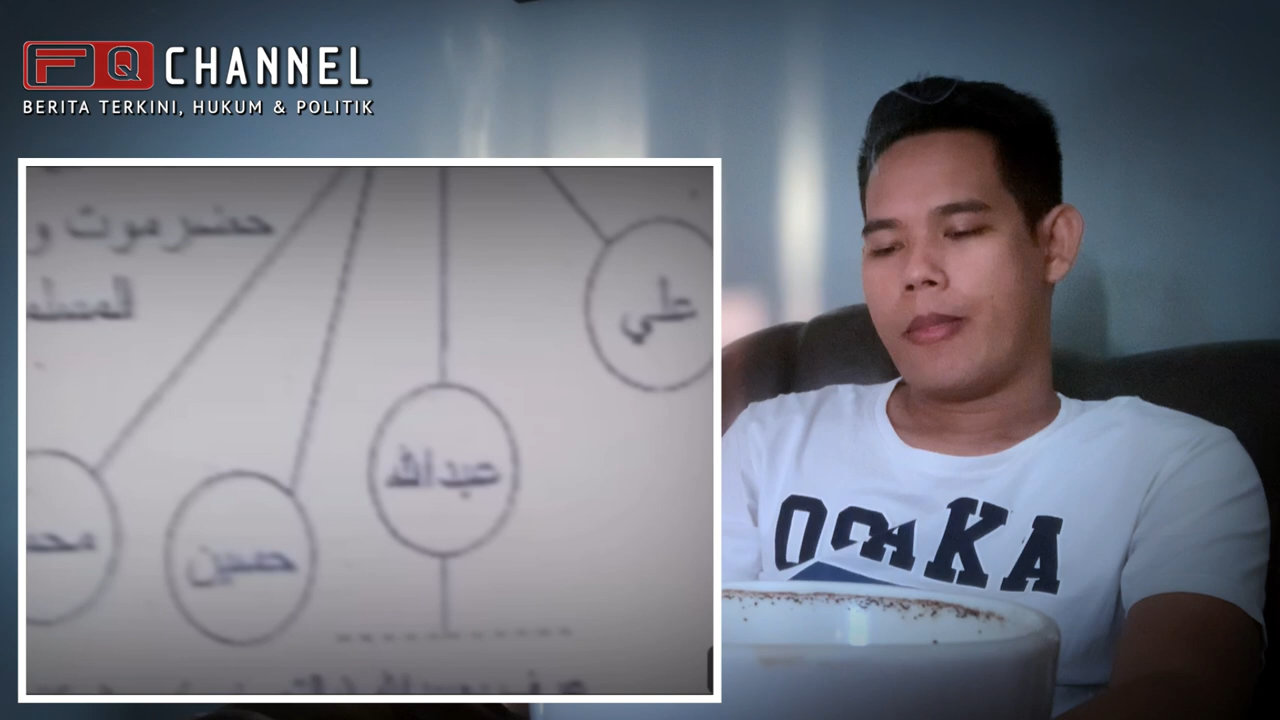 FQ CHANNEL
BERITA TERKINI, HUKUM & POLITIK
حضرموت و
علي
عبدالله
حسين
OSAKA